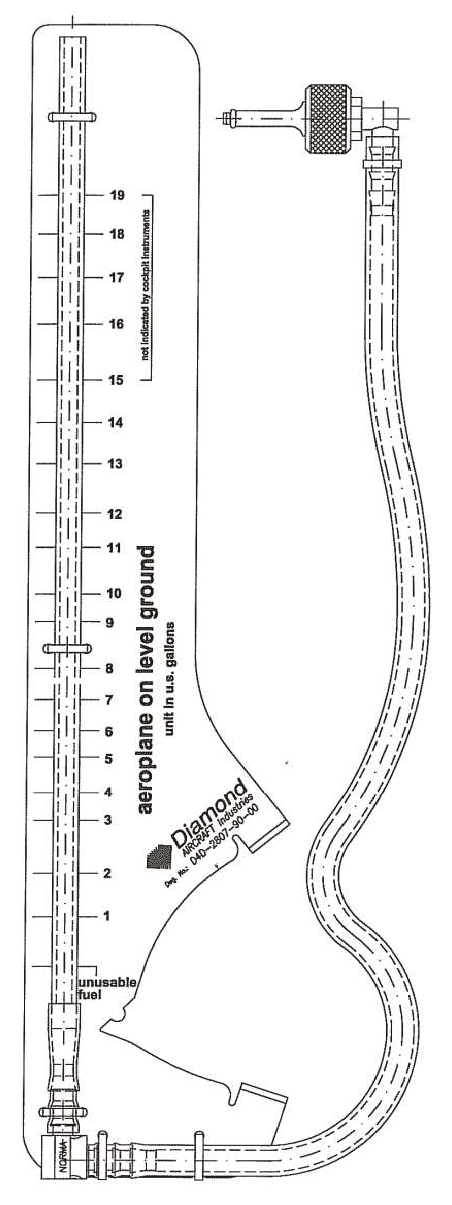 19
18
17
16
15
not indicated by cockpit instruments
14
13
12
11
10
9
8
7
6
5
4
3
2
1
unusable
fuel
aeroplane on level ground
unit in u.s. gallons
Diamond
AIRCRAFT Industries
Dwg. No.: D4D-2807-90-00
NORMA